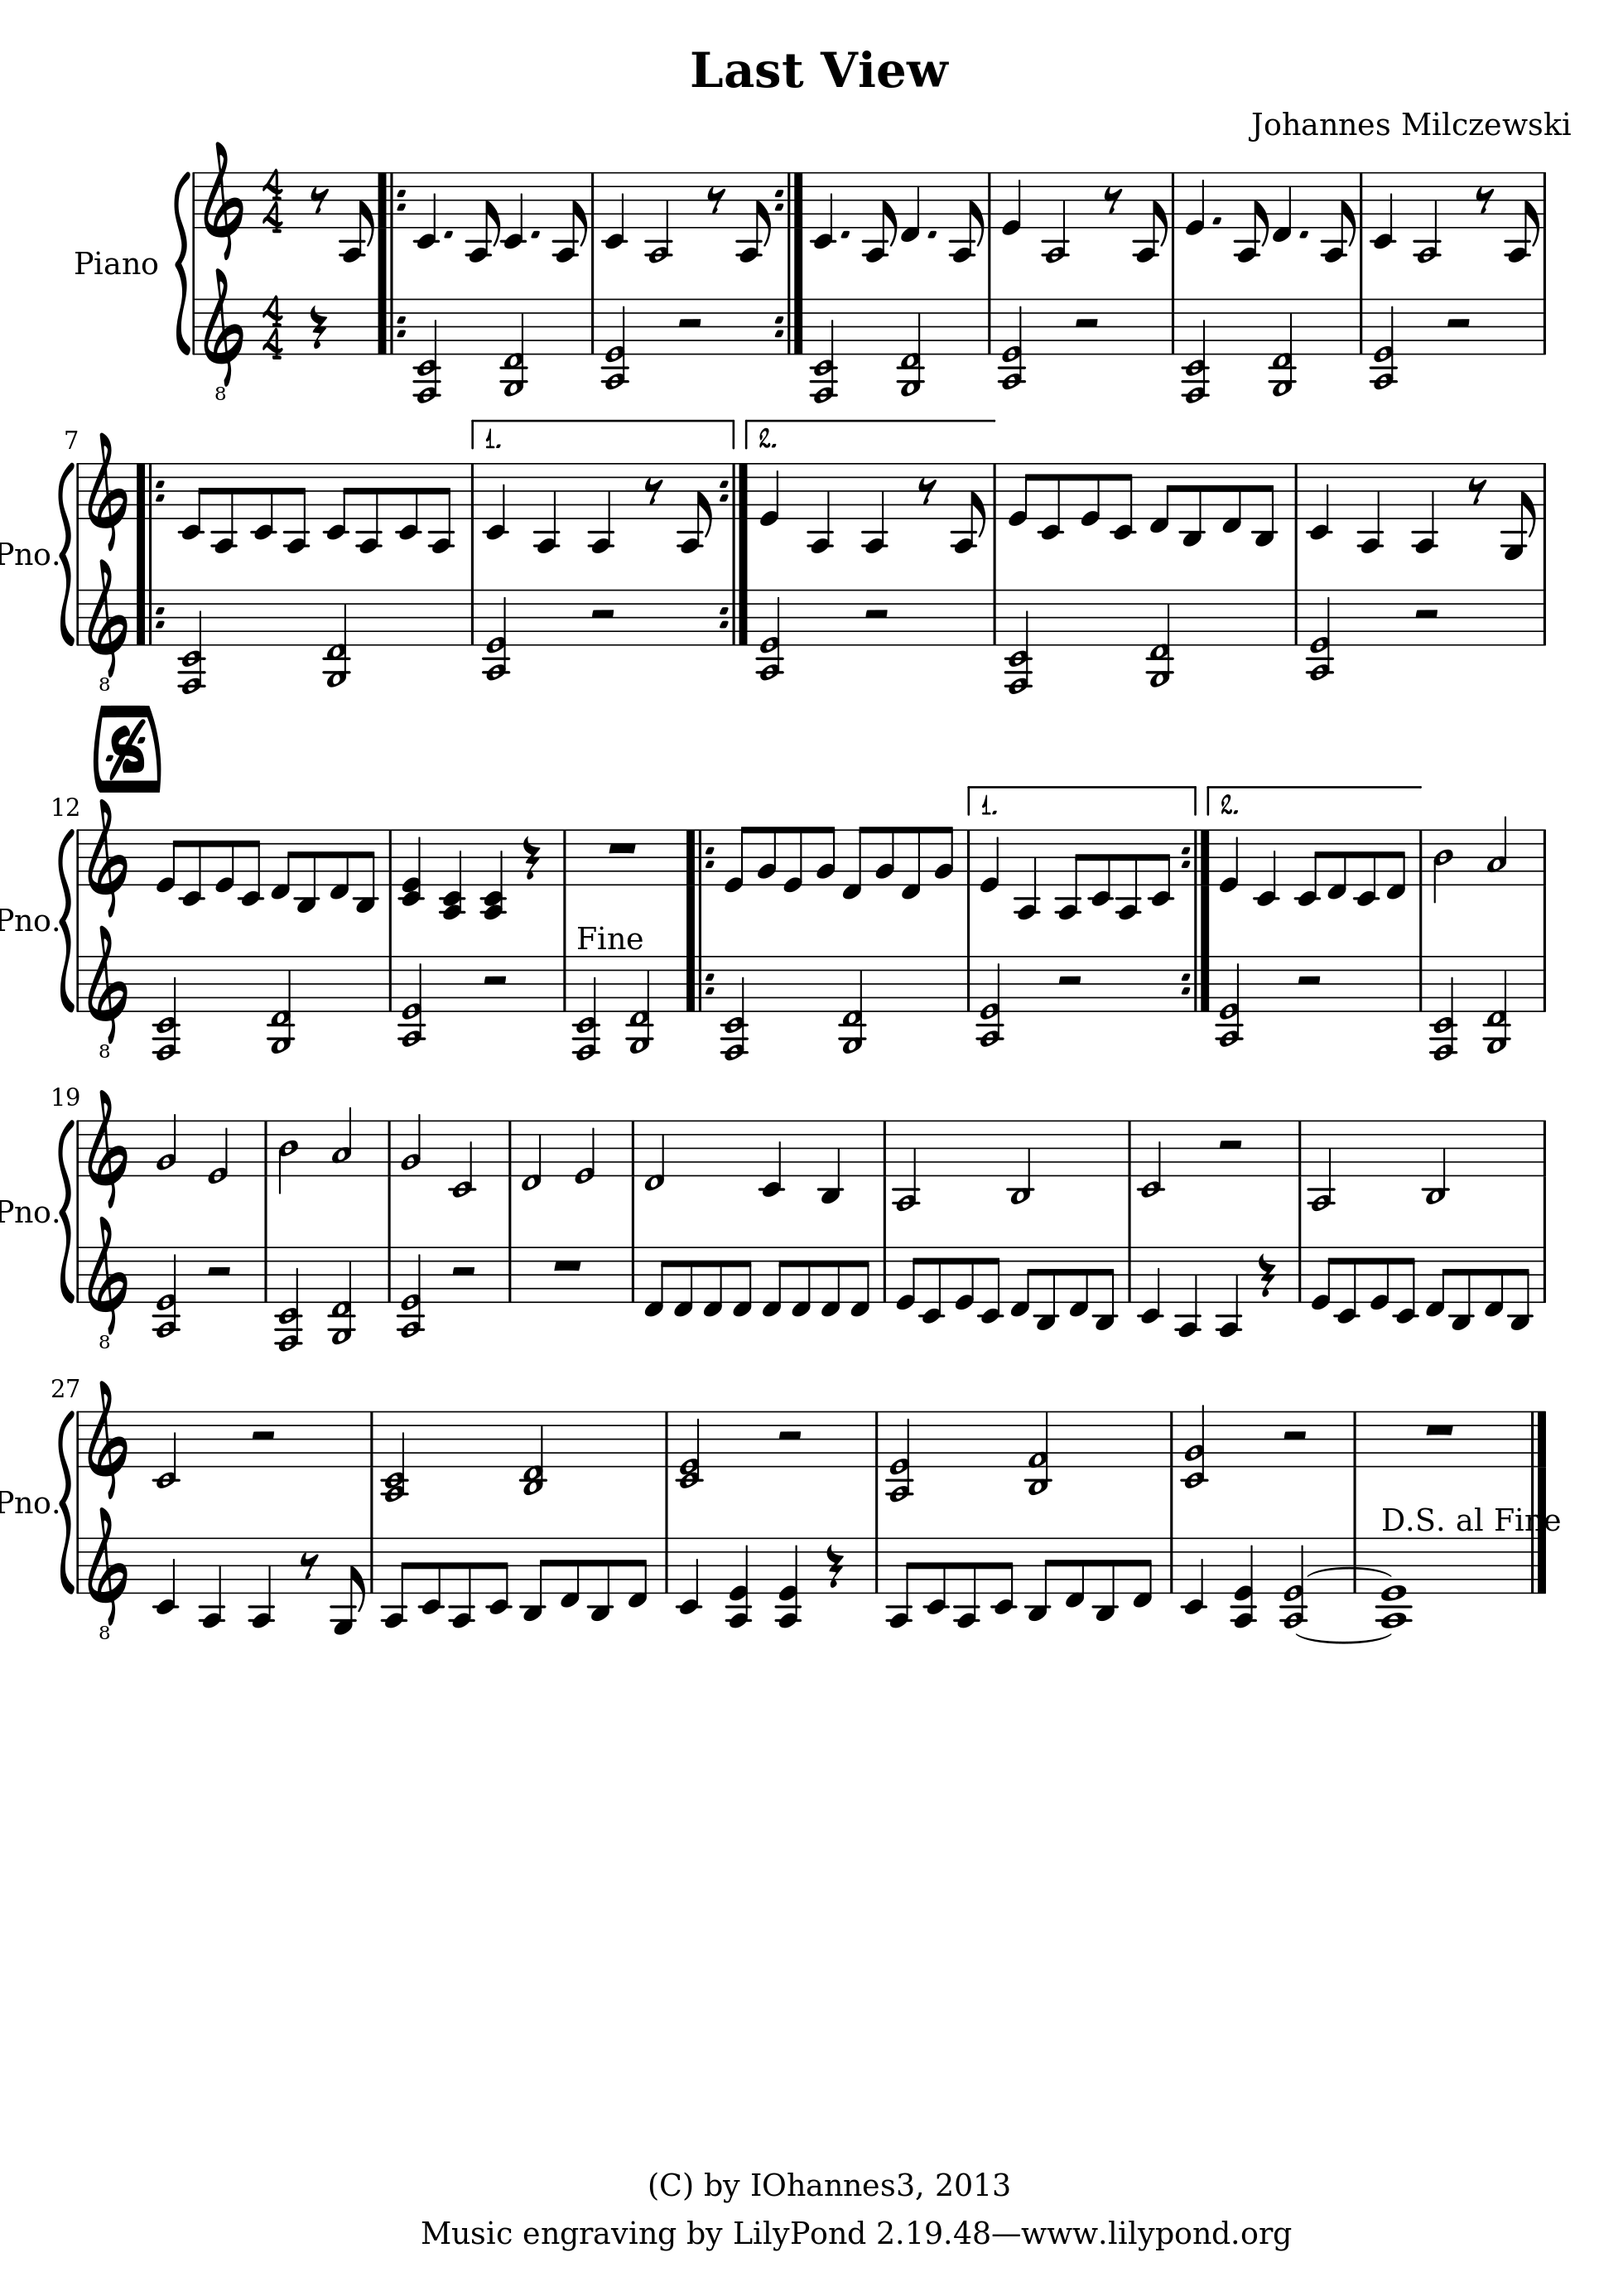 Last View
Johannes Milczewski
Piano
4 4
4 4
8
7
1.
2.
Pno.
8
12
1.
2.
Pno.
Fine
8
19
Pno.
8
27
Pno.
D.S. al Fine
8
(C) by IOhannes3, 2013
Music engraving by LilyPond 2.19.48—www.lilypond.org